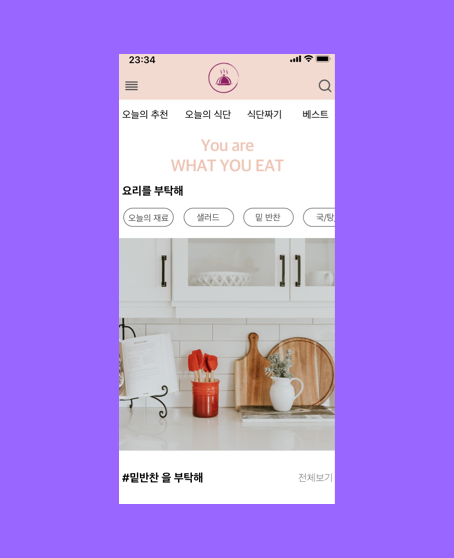 23:34
오늘의 추천 오늘의 식단 식단짜기 베스트
You are
WHAT YOU EAT
요리를 부탁해
오늘의 재료 샐러드 밑 반찬 국/탕
#밑반찬 을 부탁해 전체보기